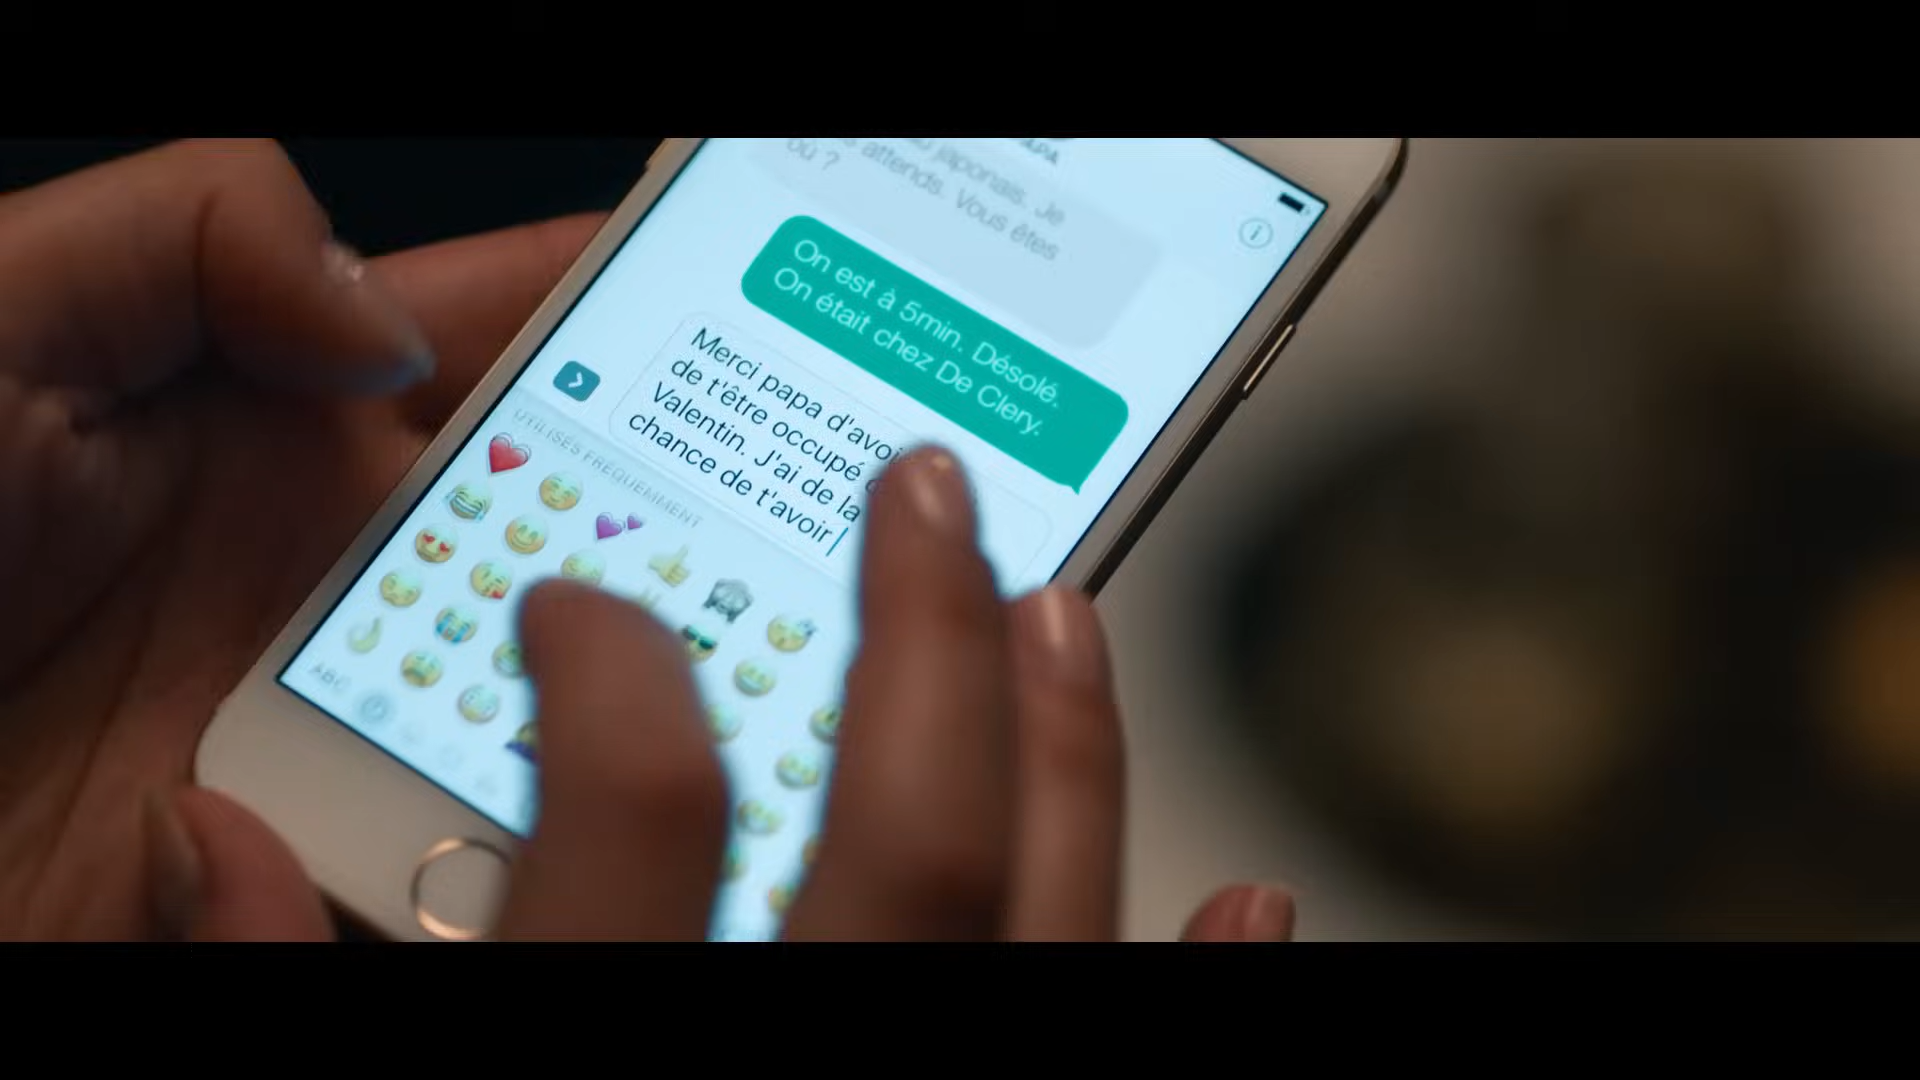 japonais. Je
attends. Vous êtes
où ?
On est à 5min. Désolé.
On était chez De Clery.
Merci papa d'avoi
de t'être occupé
Valentin. J'ai de la
chance de t'avoir
UTILISÉS FRÉQUEMMENT
ABC